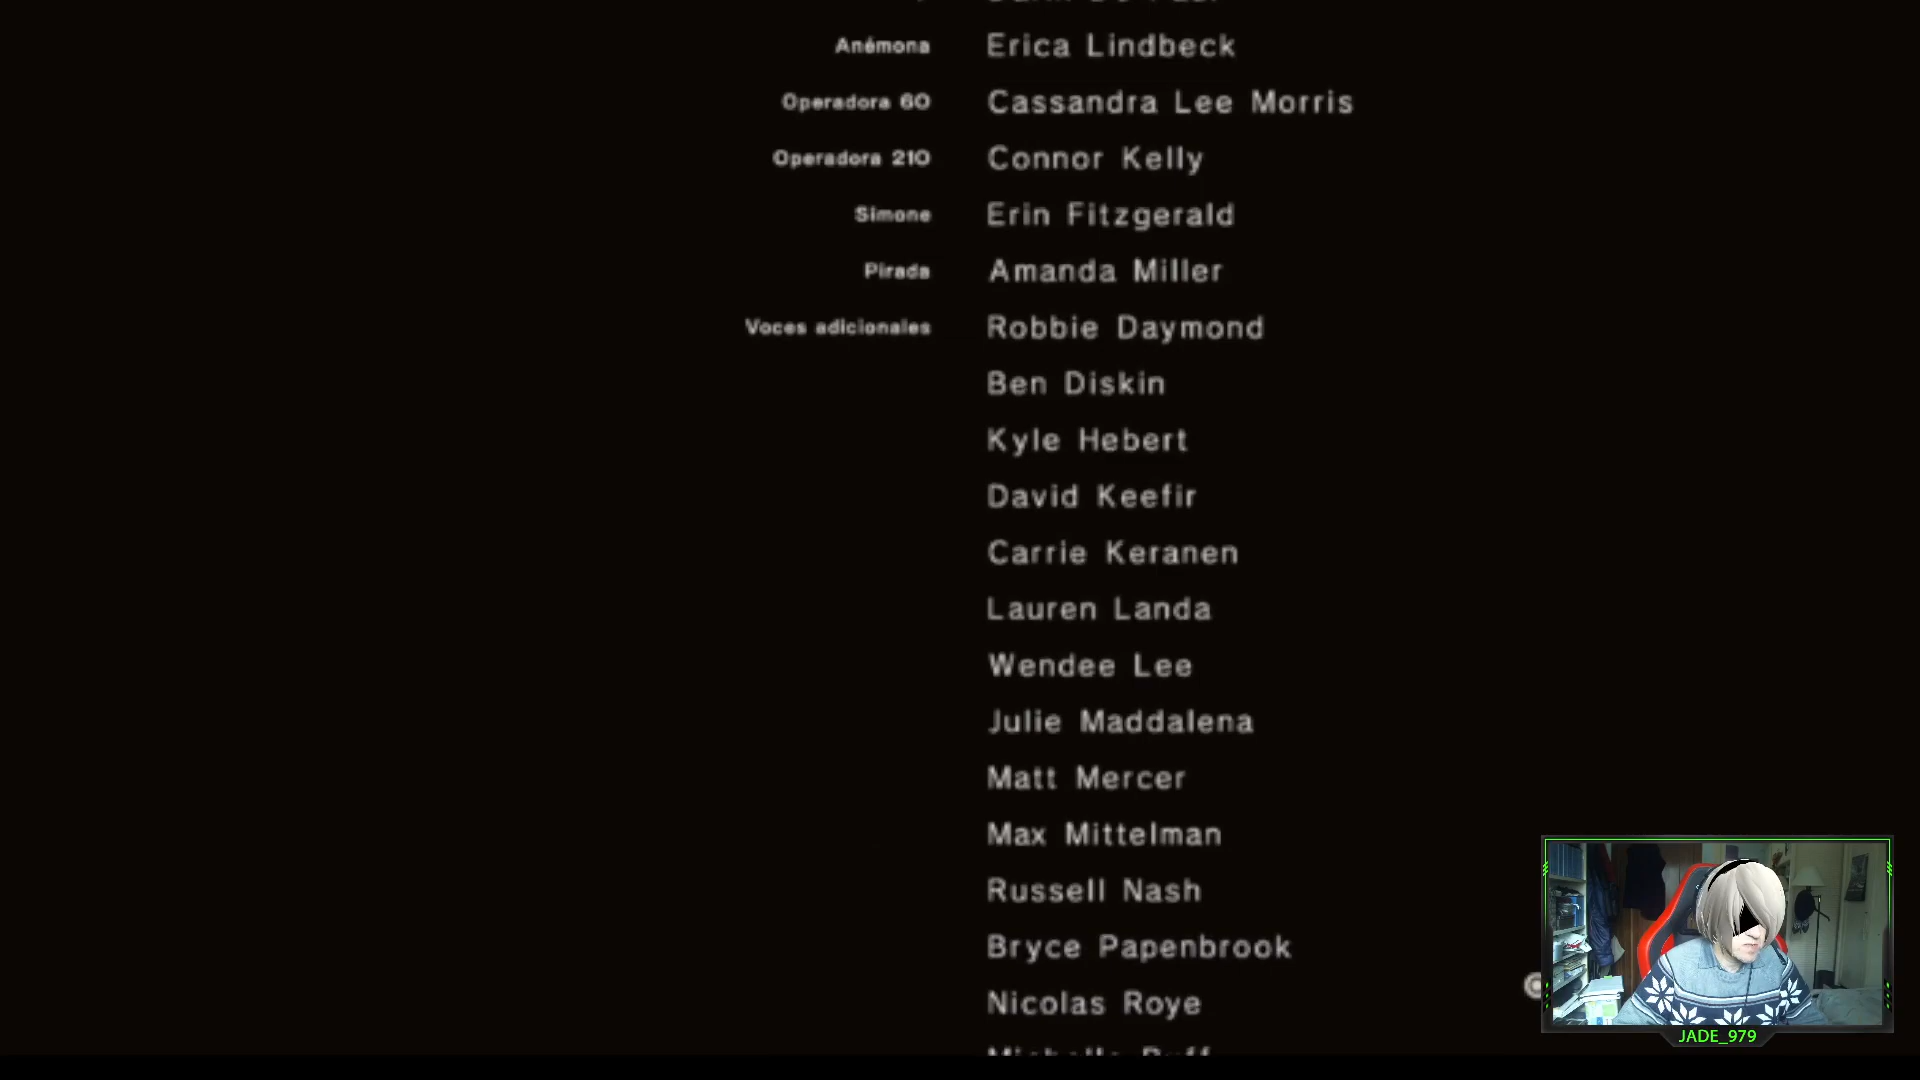 Anémona Erica Lindbeck
Operadora 6O Cassandra Lee Morris
Operadora 21O Connor Kelly
Simone Erin Fitzgerald
Pirada Amanda Miller
Voces adicionales Robbie Daymond
Ben Diskin
Kyle Hebert
David Keefir
Carrie Keranen
Lauren Landa
Wendee Lee
Julie Maddalena
Matt Mercer
Max Mittelman
Russell Nash
Bryce Papenbrook
Nicolas Roye
JADE_979